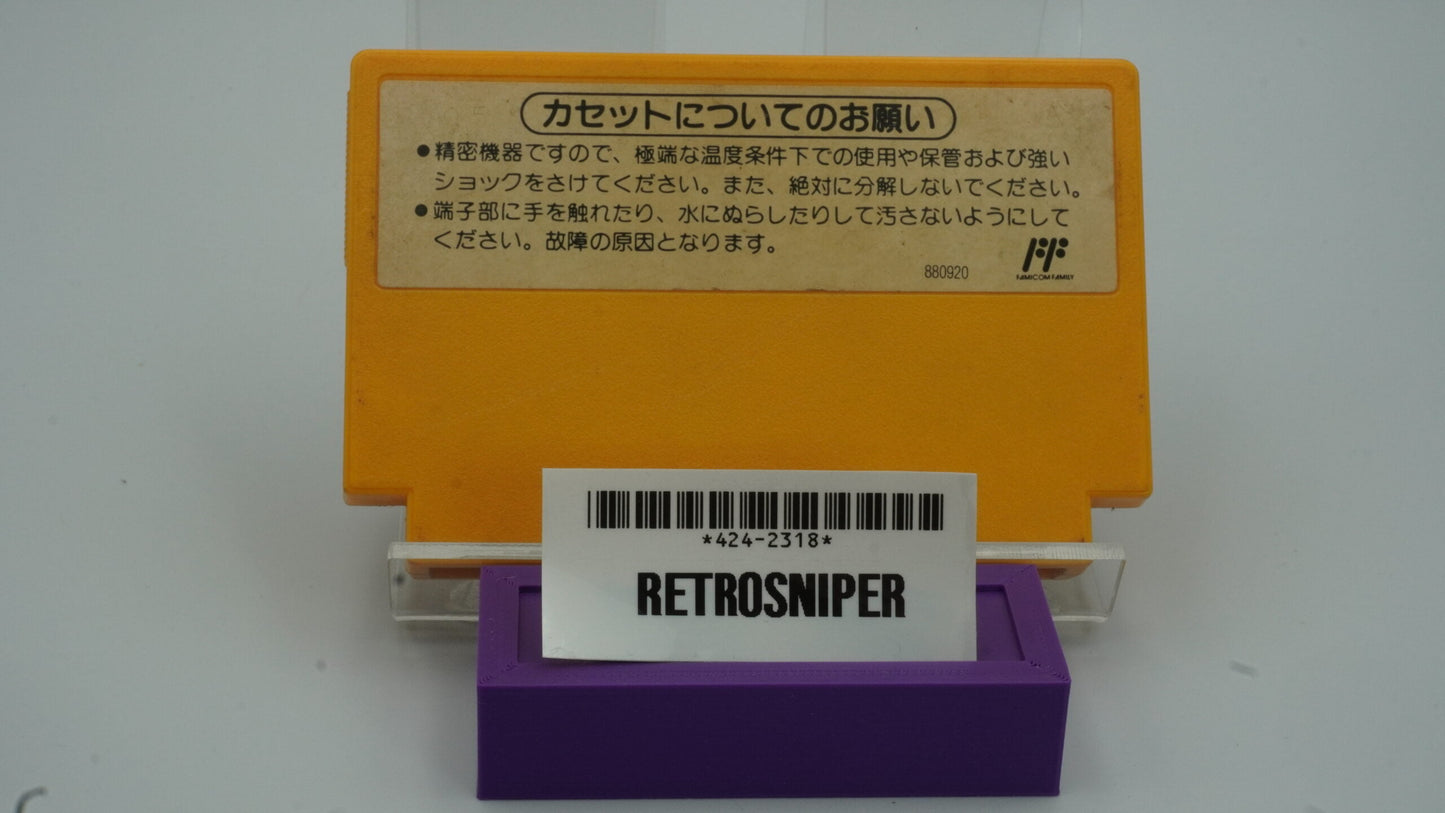 カセットについてのお願い
●精密機器ですので、極端な温度条件下での使用や保管および強い
ショックをさけてください。また、絶対に分解しないでください。
●端子部に手を触れたり、水にぬらしたりして汚さないようにして
ください。故障の原因となります。
880920
FAMICOM FAMILY
*424-2318*
RETROSNIPER